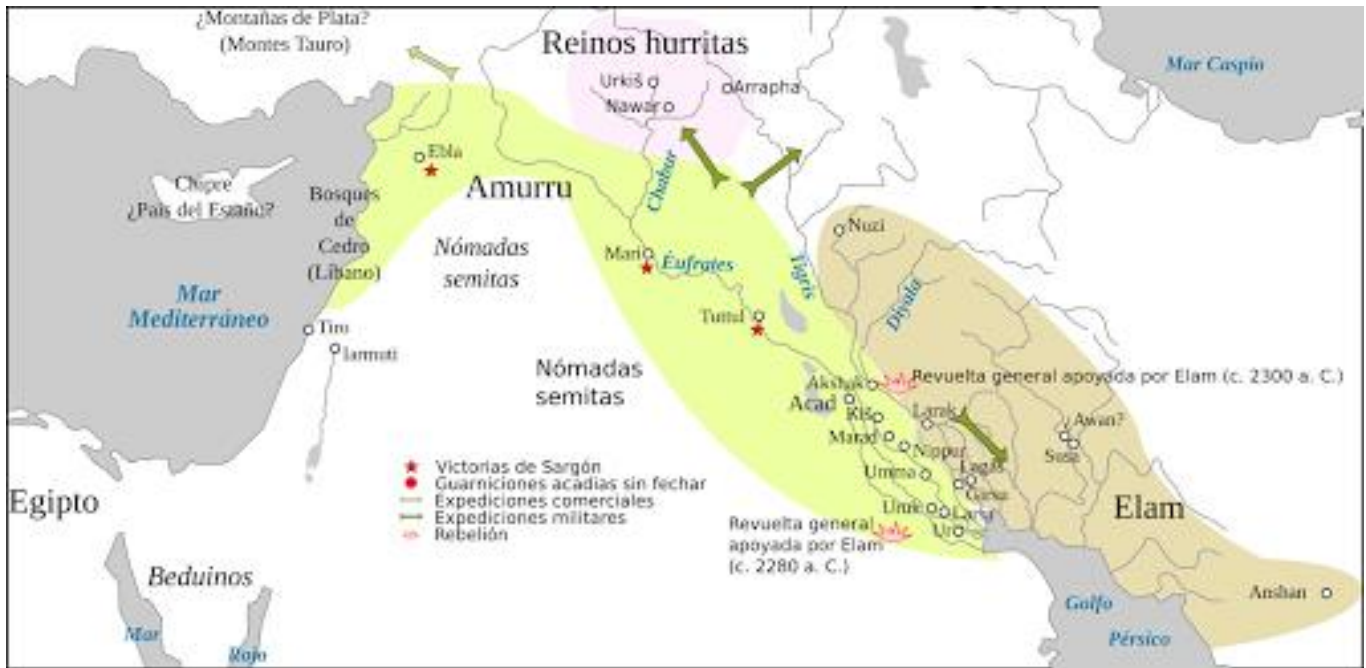 ¿Montañas de Plata?
(Montes Tauro)
Reinos hurritas
Mar Caspio
Urkiš
Nawar
Arrapha
Ebla
Chabur
Amurru
Chipre
¿País del Estaño?
Bosques
de
Cedro
(Líbano)
Nómadas
semitas
Nuzi
Mari
Éufrates
Tigris
Diyala
Mar
Mediterráneo
Tuttul
Tiro
Iarmuti
Nómadas
semitas
Akshak
Revuelta general apoyada por Elam (c. 2300 a. C.)
Acad
Kiš
Larak
Awan?
Marad
Nippur
Susa
Umma
Lagaš
Girsu
Victorias de Sargón
Guarniciones acadias sin fechar
Expediciones comerciales
Expediciones militares
Rebelión
Egipto
Uruk
Larsa
Ur
Elam
Revuelta general
apoyada por Elam
(c. 2280 a. C.)
Beduinos
Anshan
Golfo
Pérsico
Mar
Rojo